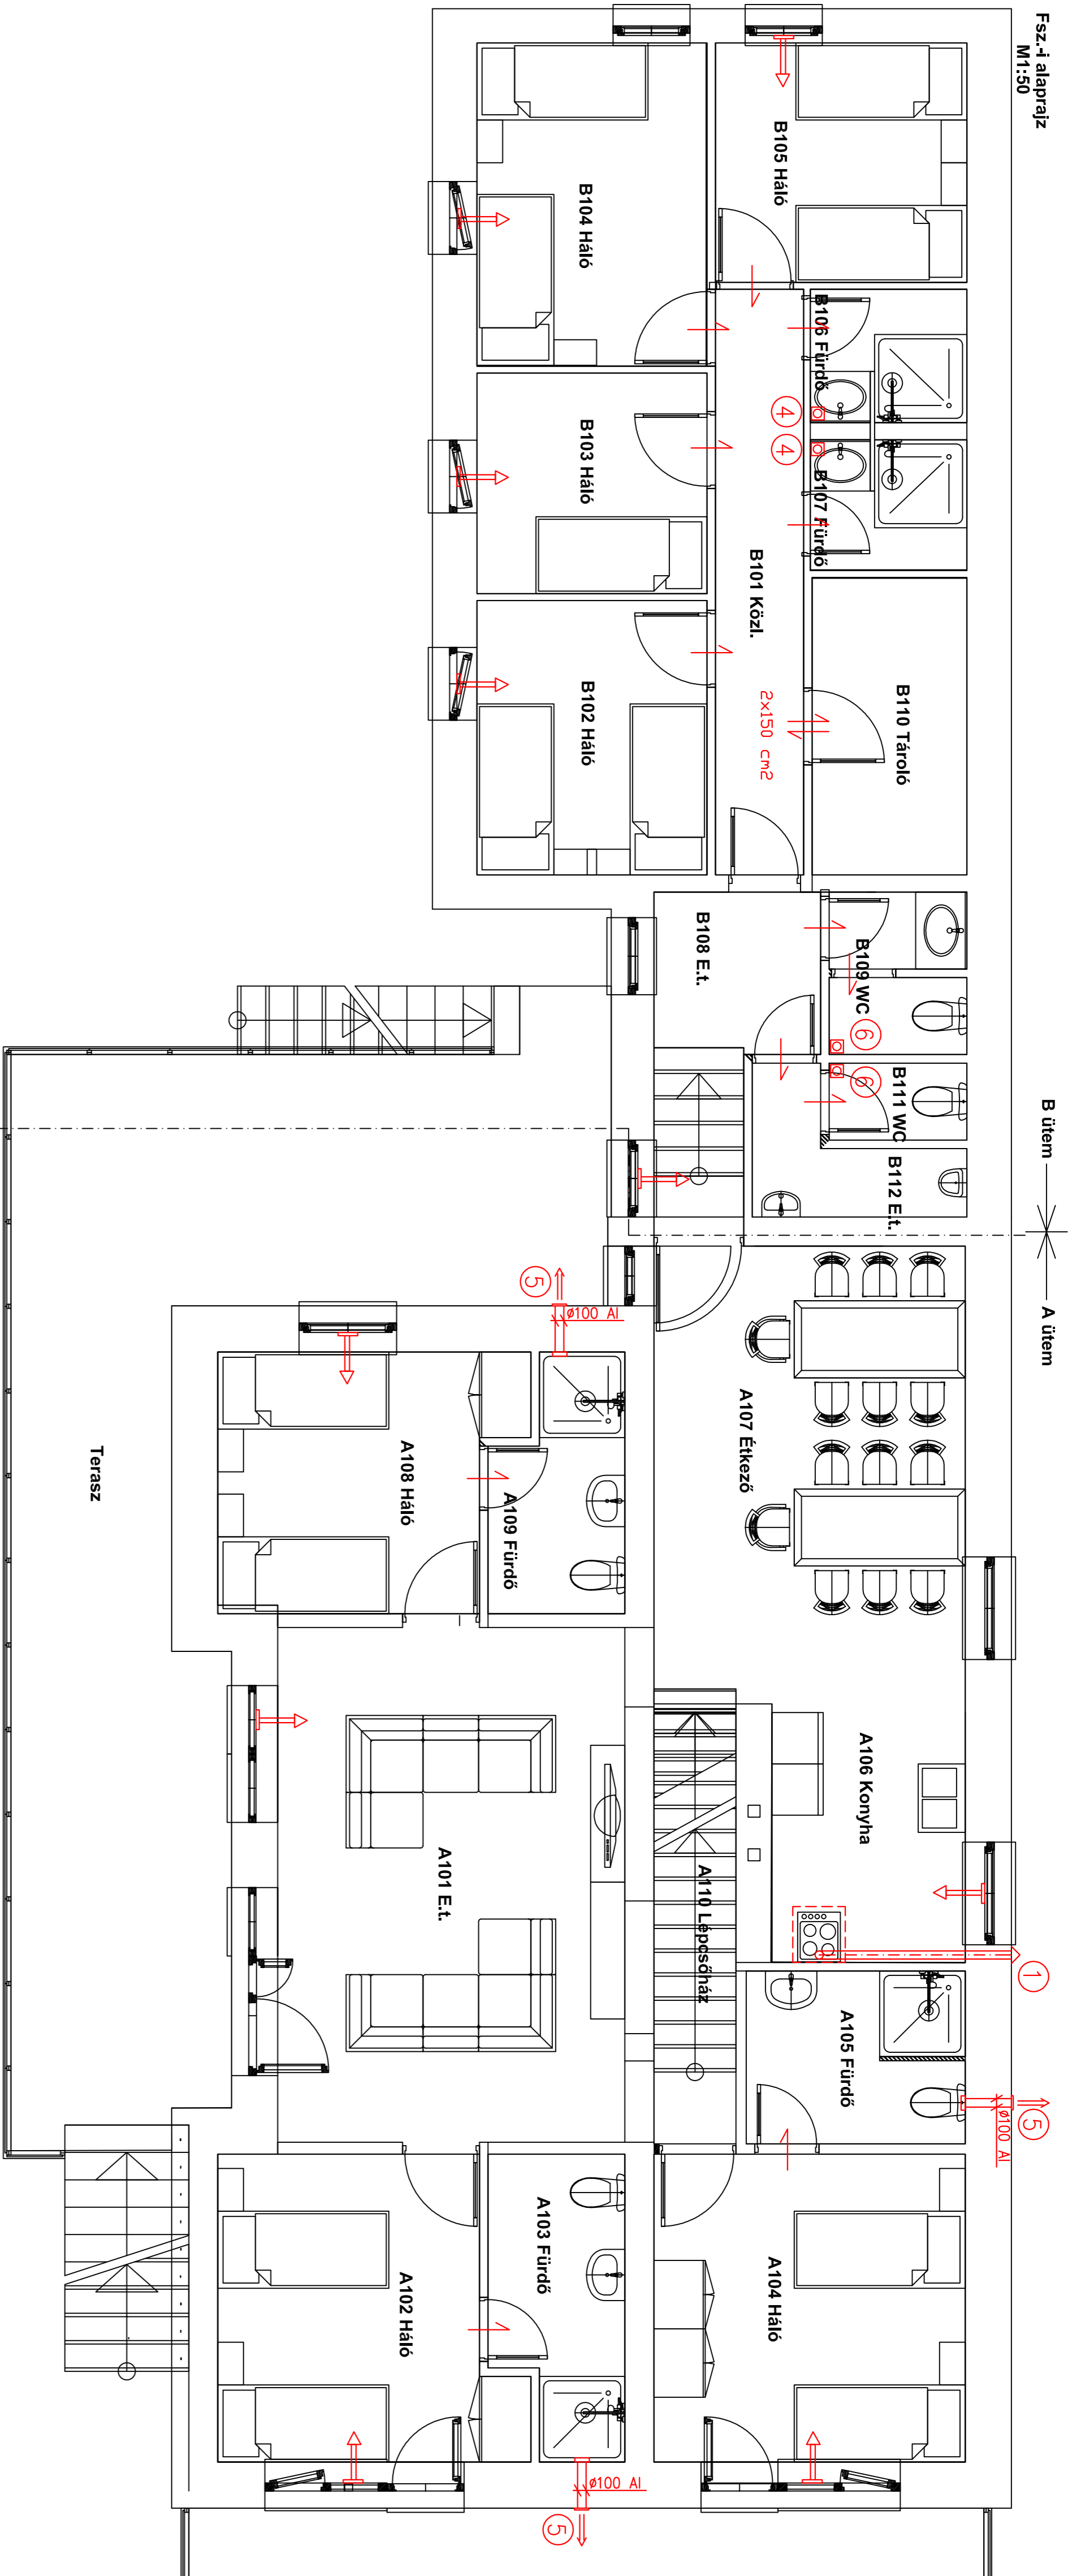 Fsz.-i alaprajz
M1:50
B ütem
A ütem
B105 Háló
B104 Háló
B106 Fürdő
4
4
B107 Fürdő
B103 Háló
B101 Közl.
B102 Háló
2x150 cm2
B110 Tároló
B108 E.t.
B109 WC
6
6
B111 WC
B112 E.t.
5
ø100 Al
A107 Étkező
A108 Háló
A109 Fürdő
Terasz
A106 Konyha
A101 E.t.
A110 Lépcsőház
1
A105 Fürdő
5
ø100 Al
A103 Fürdő
A102 Háló
A104 Háló
ø100 Al
5